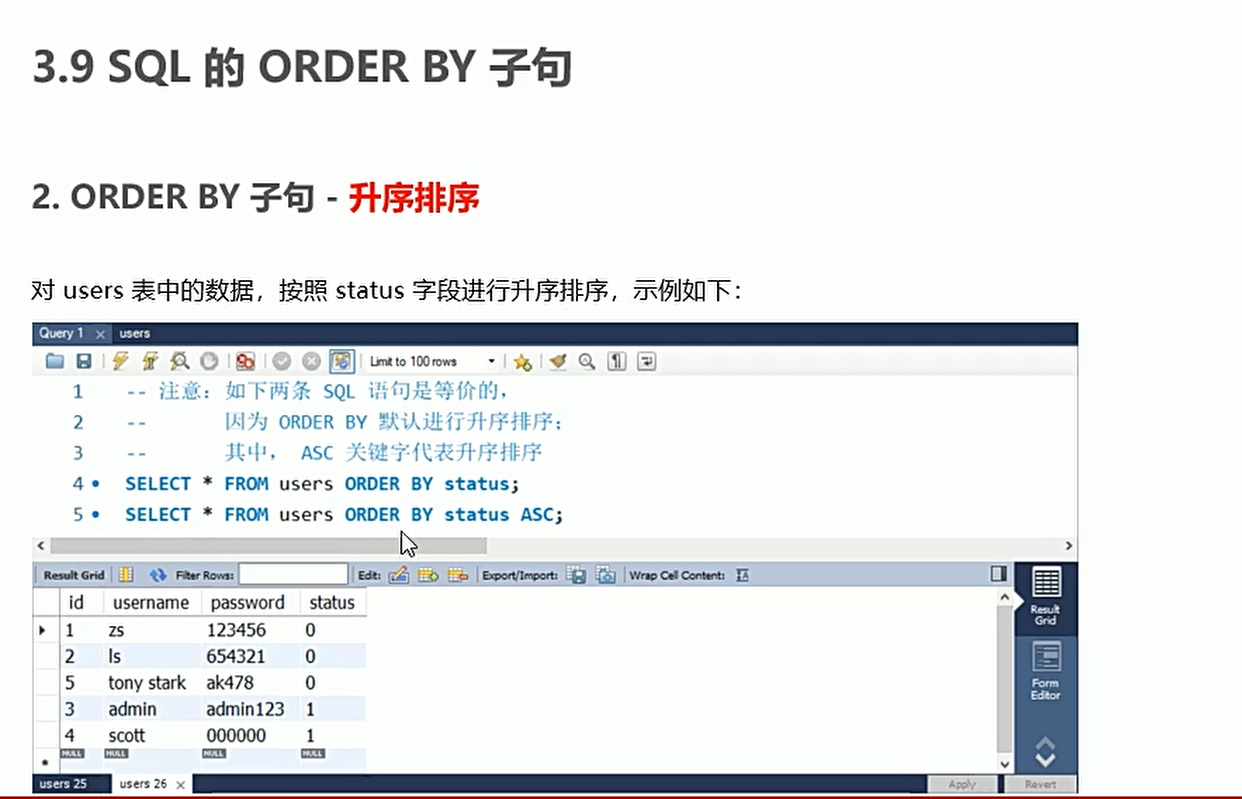 3.9 SQL 的 ORDER BY 子句
2. ORDER BY 子句 - 升序排序
对 users 表中的数据，按照 status 字段进行升序排序，示例如下：
Query 1 users
Limit to 100 rows
1 -- 注意：如下两条 SQL 语句是等价的，
2 -- 因为 ORDER BY 默认进行升序排序；
3 -- 其中， ASC 关键字代表升序排序
4 SELECT * FROM users ORDER BY status;
5 SELECT * FROM users ORDER BY status ASC;
Result Grid Filter Rows: Edit: Export/Import: Wrap Cell Content:
id username password status
1 zs 123456 0
2 ls 654321 0
5 tony stark ak478 0
3 admin admin123 1
4 scott 000000 1
NULL NULL NULL NULL
Result
Grid
Form
Editor
users 25 users 26 Apply Revert